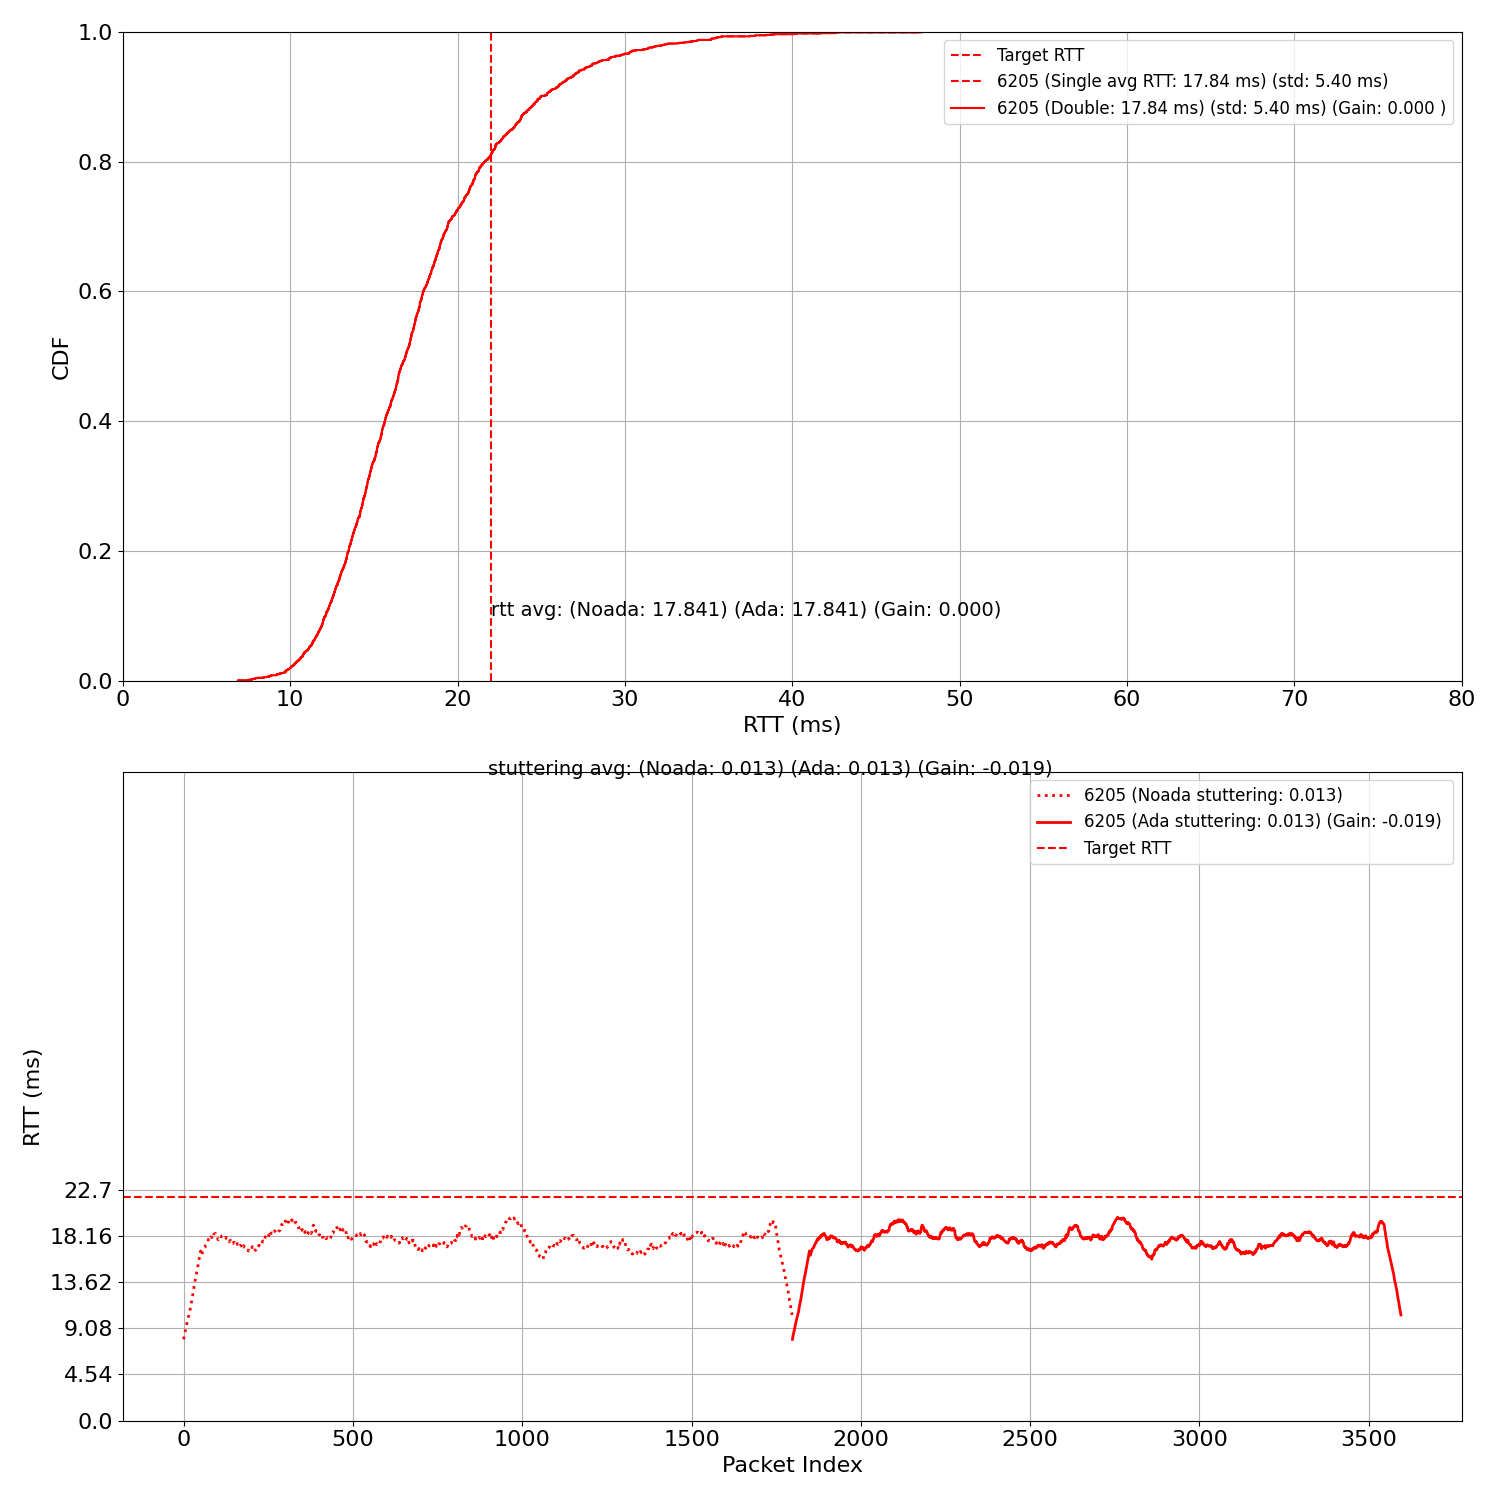 1.0
0.8
0.6
0.4
0.2
0.0
CDF
Target RTT
6205 (Single avg RTT: 17.84 ms) (std: 5.40 ms)
6205 (Double: 17.84 ms) (std: 5.40 ms) (Gain: 0.000 )
rtt avg: (Noada: 17.841) (Ada: 17.841) (Gain: 0.000)
0 10 20 30 40 50 60 70 80
RTT (ms)
stuttering avg: (Noada: 0.013) (Ada: 0.013) (Gain: -0.019)
6205 (Noada stuttering: 0.013)
6205 (Ada stuttering: 0.013) (Gain: -0.019)
Target RTT
RTT (ms)
22.7
18.16
13.62
9.08
4.54
0.0
0 500 1000 1500 2000 2500 3000 3500
Packet Index